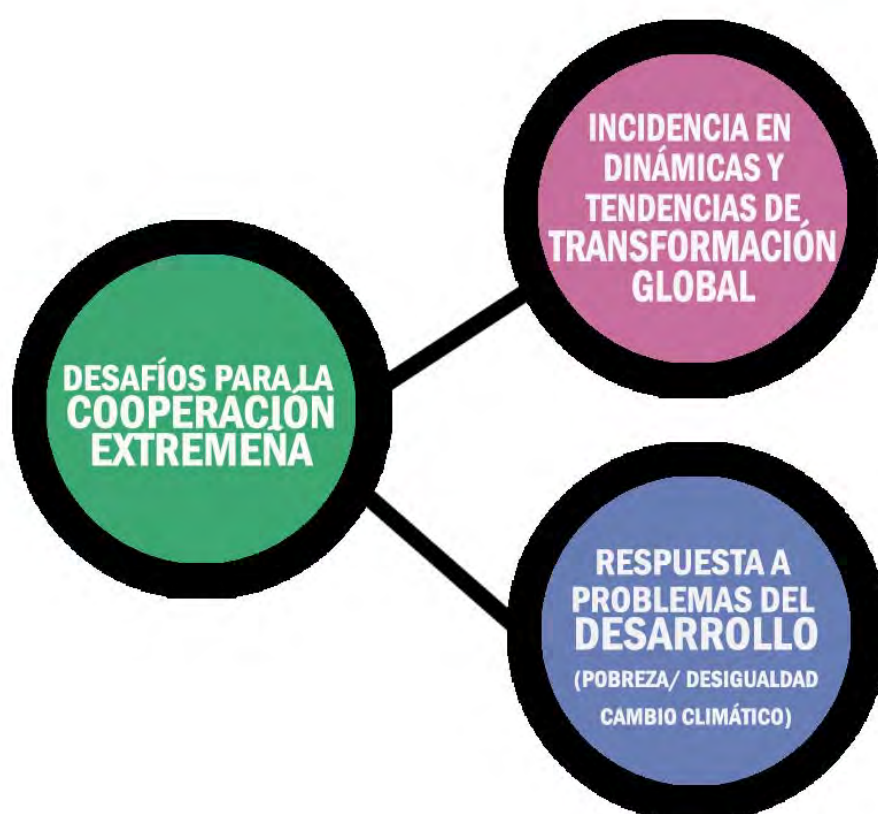 DESAFÍOS PARA LA
COOPERACIÓN
EXTREMEÑA
INCIDENCIA EN
DINÁMICAS Y
TENDENCIAS DE
TRANSFORMACIÓN
GLOBAL
RESPUESTA A
PROBLEMAS DEL
DESARROLLO
(POBREZA/ DESIGUALDAD
CAMBIO CLIMÁTICO)